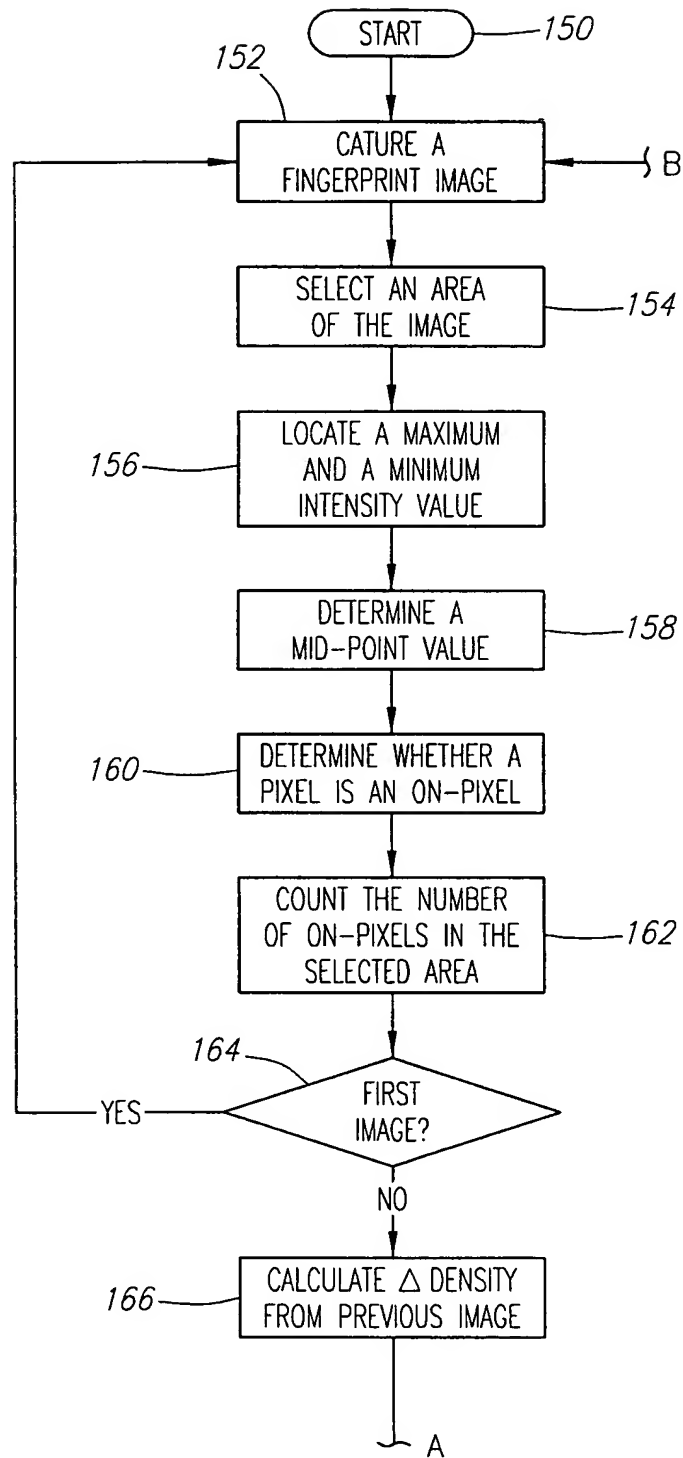 START
150
152
CATURE A
FINGERPRINT IMAGE
B
SELECT AN AREA
OF THE IMAGE
154
156
LOCATE A MAXIMUM
AND A MINIMUM
INTENSITY VALUE
DETERMINE A
MID-POINT VALUE
158
160
DETERMINE WHETHER A
PIXEL IS AN ON-PIXEL
COUNT THE NUMBER
OF ON-PIXELS IN THE
SELECTED AREA
162
164
FIRST
IMAGE?
YES
NO
166
CALCULATE △ DENSITY
FROM PREVIOUS IMAGE
A